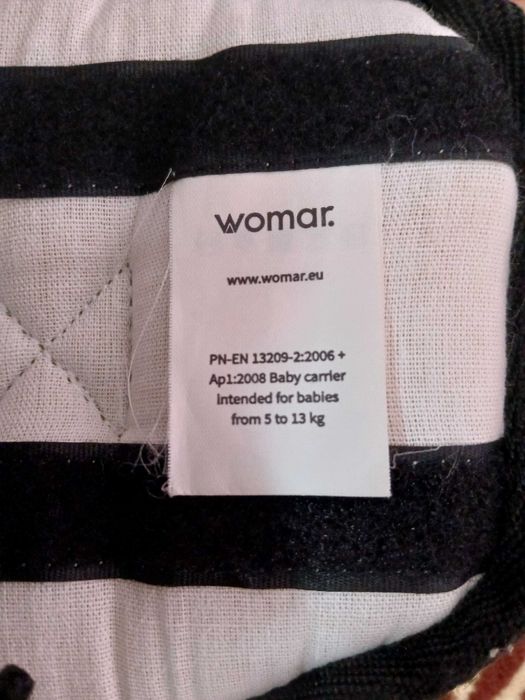 womar.
www.womar.eu
PN-EN 13209-2:2006 +
Ap1:2008 Baby carrier
intended for babies
from 5 to 13 kg